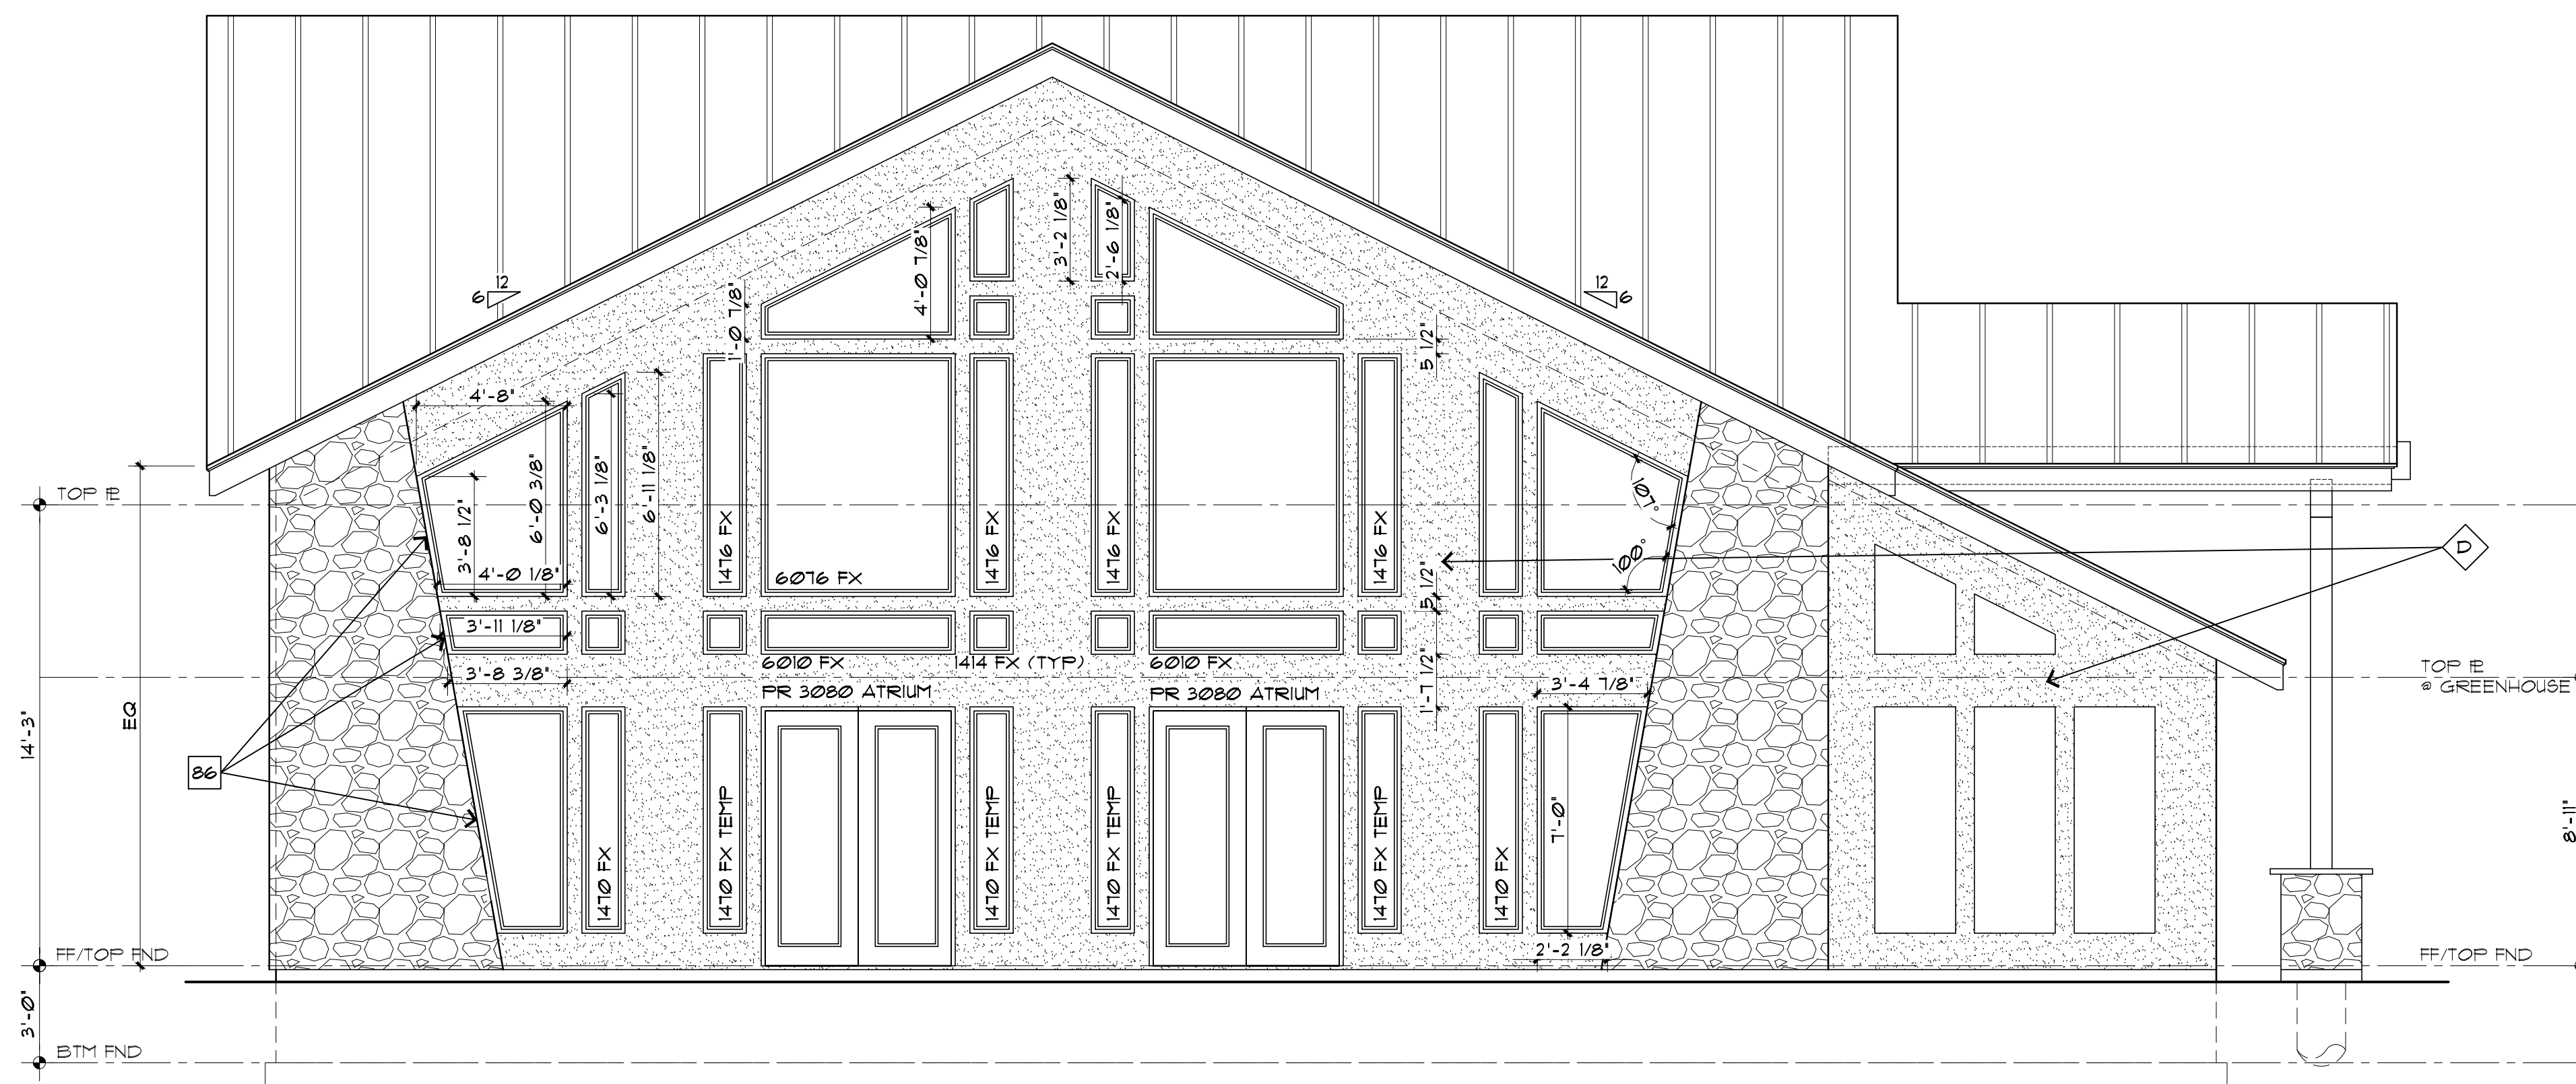 12
6
12
6
3'-2 1/8"
2'-6 1/8"
4'-0 7/8"
1'-0 7/8"
5 1/2"
4'-8"
3'-8 1/2"
6'-0 3/8"
6'-3 1/8"
6'-11 1/8"
4'-0 1/8"
3'-11 1/8"
3'-8 3/8"
TOP PL
1476 FX
6076 FX
1476 FX
1476 FX
1476 FX
107°
100°
D
5 1/2"
1'-7 1/2"
6010 FX
1414 FX (TYP)
6010 FX
PR 3080 ATRIUM
PR 3080 ATRIUM
3'-4 7/8"
TOP PL
@ GREENHOUSE
14'-3"
EQ
86
1470 FX
1470 FX TEMP
1470 FX TEMP
1470 FX TEMP
1470 FX TEMP
1470 FX
7'-0"
8'-11"
2'-2 1/8"
FF/TOP FND
FF/TOP FND
3'-0"
BTM FND